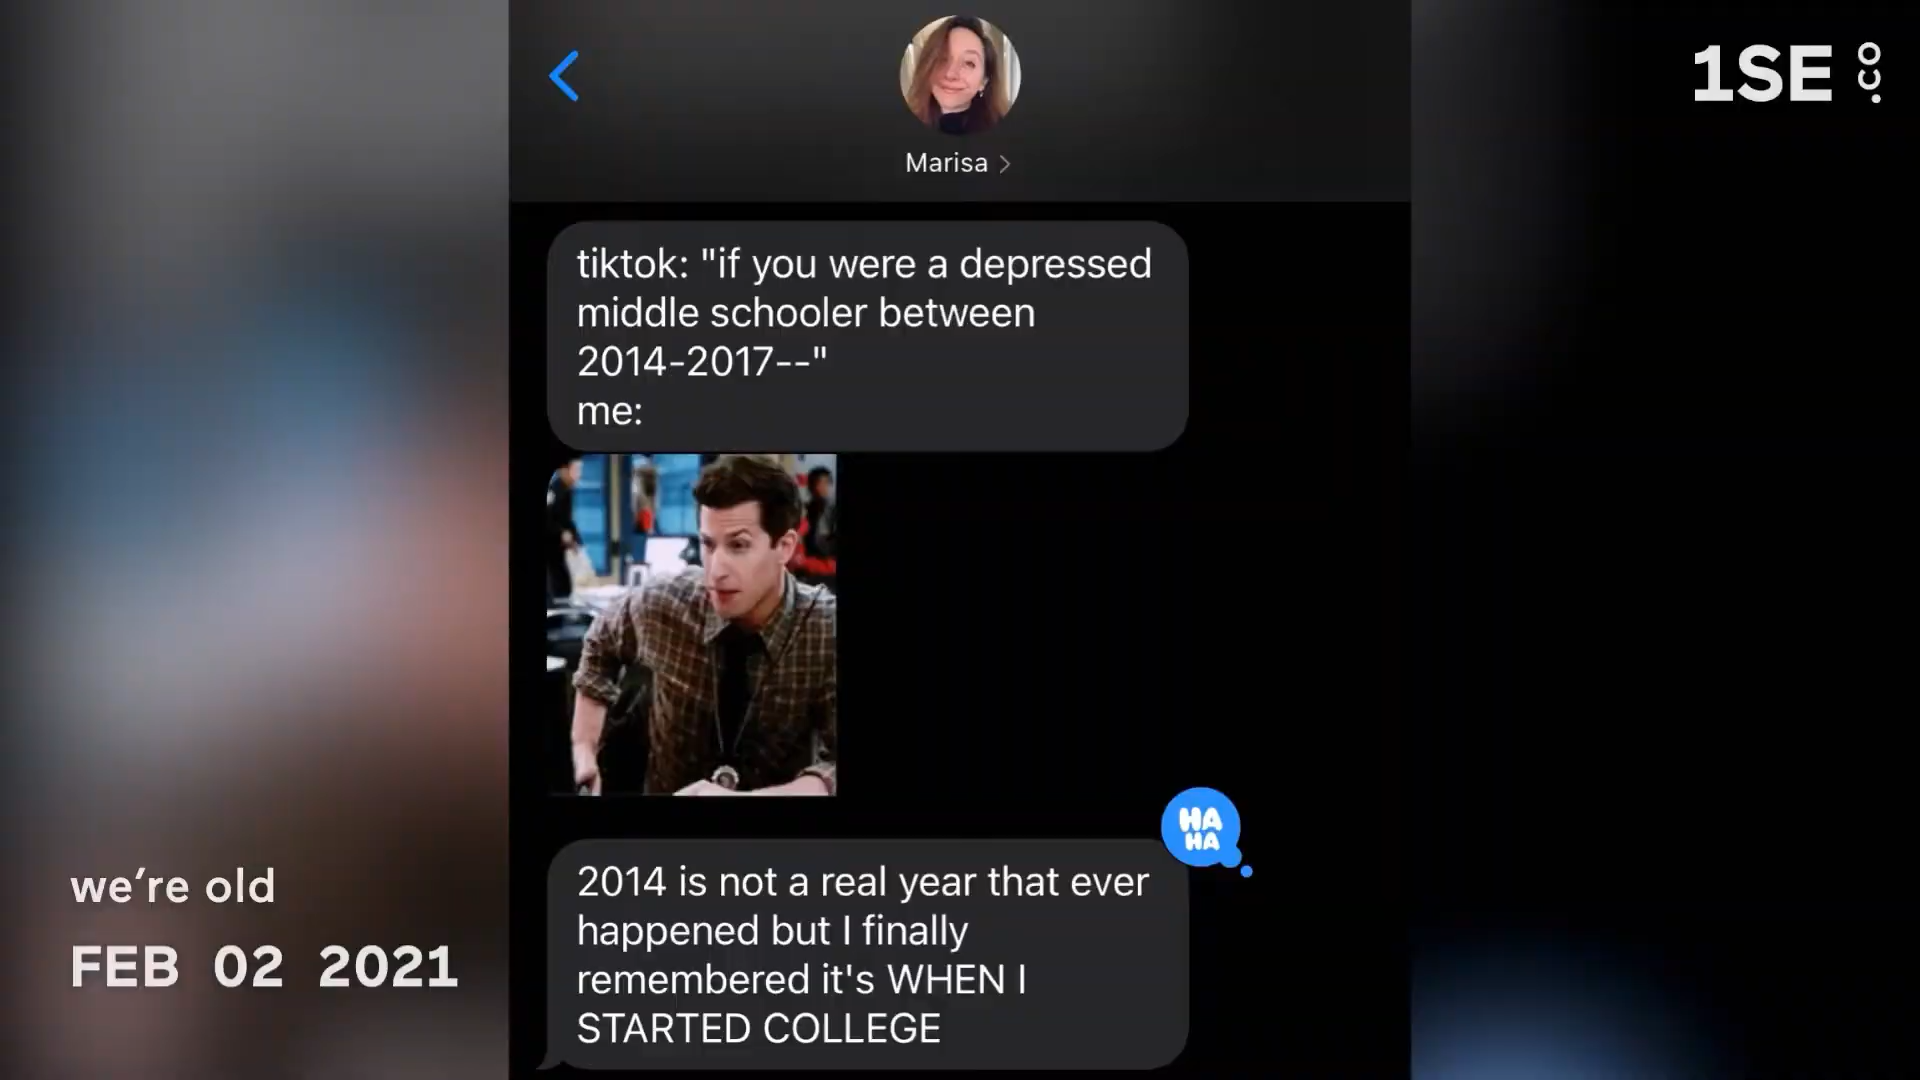 1SE .co
Marisa >
tiktok: "if you were a depressed
middle schooler between
2014-2017--"
me:
HA
HA
2014 is not a real year that ever
happened but I finally
remembered it's WHEN I
STARTED COLLEGE
we're old
FEB 02 2021